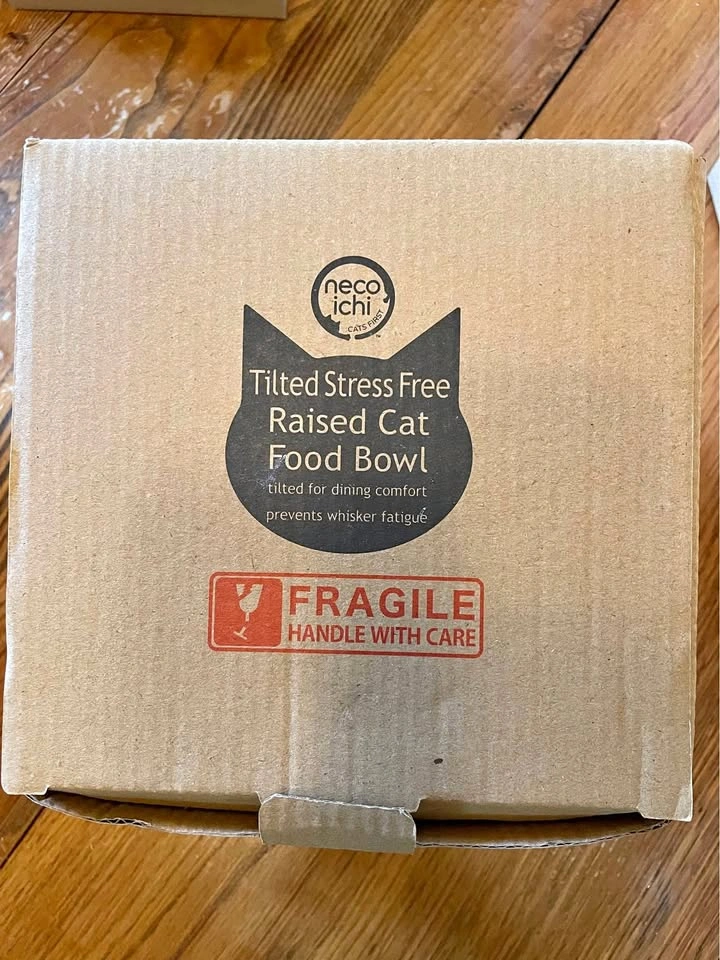 neco
ichi
CATS FIRST
Tilted Stress Free
Raised Cat
Food Bowl
tilted for dining comfort
prevents whisker fatigue
FRAGILE
HANDLE WITH CARE